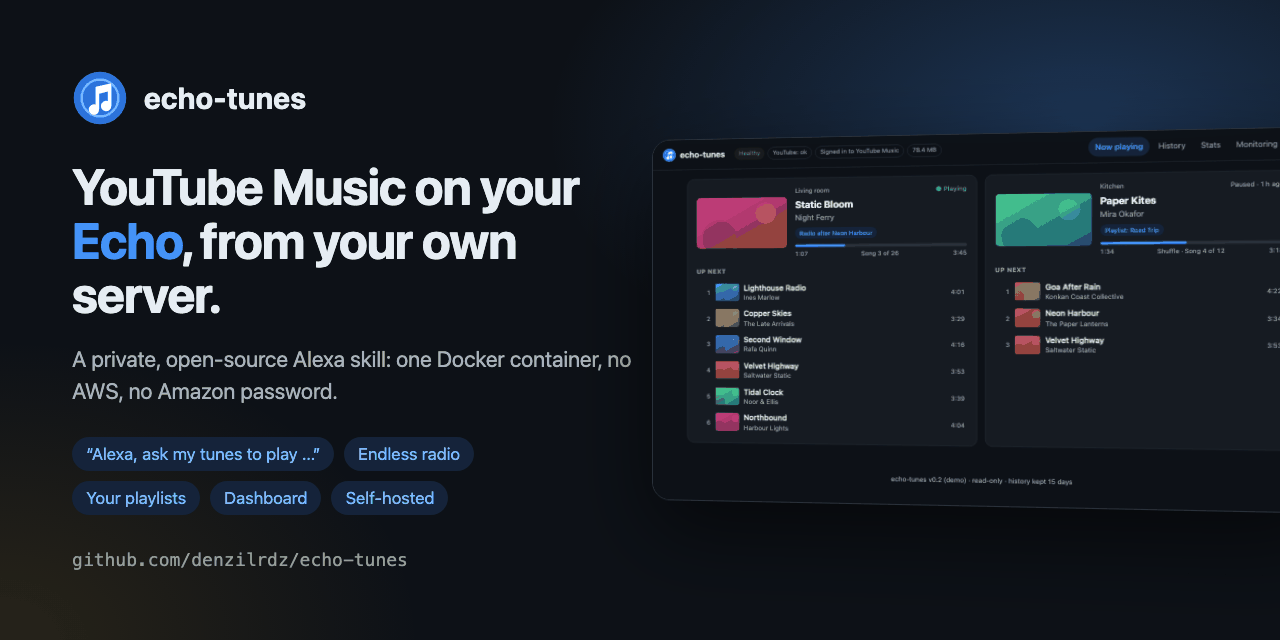 echo-tunes
YouTube Music on your
Echo, from your own
server.
A private, open-source Alexa skill: one Docker container, no
AWS, no Amazon password.
“Alexa, ask my tunes to play ...”
Endless radio
Your playlists
Dashboard
Self-hosted
github.com/denzilrdz/echo-tunes
echo-tunes
Healthy
YouTube: ok
Signed in to YouTube Music
78.4 MB
Now playing
History
Stats
Monitoring
Living room
Playing
Static Bloom
Night Ferry
Radio after Neon Harbour
1:07
Song 3 of 26
3:45
UP NEXT
1 Lighthouse Radio 4:01
Ines Marlow
2 Copper Skies 3:29
The Late Arrivals
3 Second Window 4:16
Rafa Quinn
4 Velvet Highway 3:53
Saltwater Static
5 Tidal Clock 3:39
Noor & Ellis
6 Northbound 4:04
Harbour Lights
Kitchen
Paused · 1 h
Paper Kites
Mira Okafor
Playlist: Road Trip
1:34
Shuffle · Song 4 of 12
UP NEXT
1 Goa After Rain
Konkan Coast Collective
2 Neon Harbour
The Paper Lanterns
3 Velvet Highway
Saltwater Static
echo-tunes v0.2 (demo) · read-only · history kept 15 days